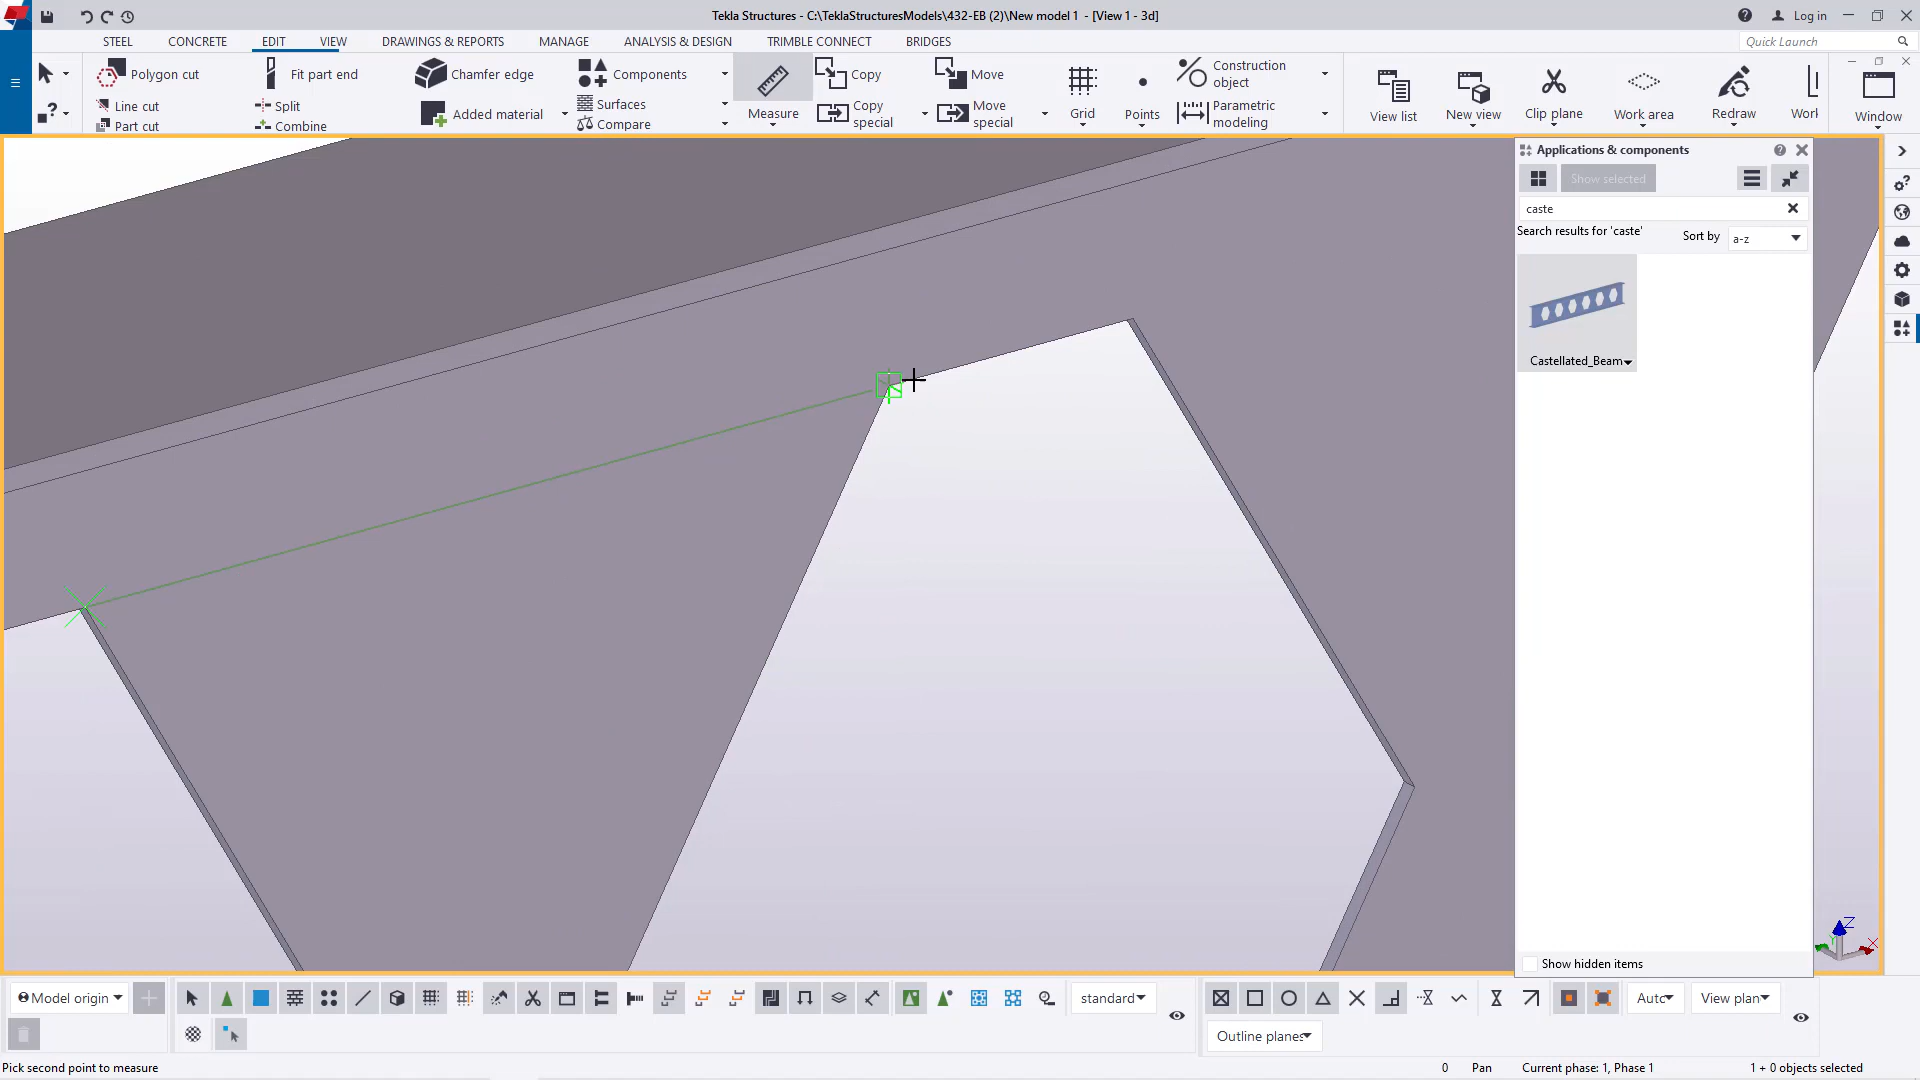 Tekla Structures - C:\TeklaStructuresModels\432-EB (2)\New model 1 - [View 1 - 3d]
Log in
STEEL CONCRETE EDIT VIEW DRAWINGS & REPORTS MANAGE ANALYSIS & DESIGN TRIMBLE CONNECT BRIDGES
Quick Launch
Polygon cut
Line cut
Part cut
Fit part end
Split
Combine
Chamfer edge
Added material
Components
Surfaces
Compare
Measure
Copy
Copy special
Move
Move special
Grid
Points
Construction object
Parametric modeling
View list
New view
Clip plane
Work area
Redraw
Worl
Window
Applications & components
Show selected
caste
Search results for 'caste'
Sort by
a-z
Castellated_Beam
Show hidden items
Z
X
Model origin
standard
Auto
View plan
Outline planes
Pick second point to measure
0
Pan
Current phase: 1, Phase 1
1 + 0 objects selected